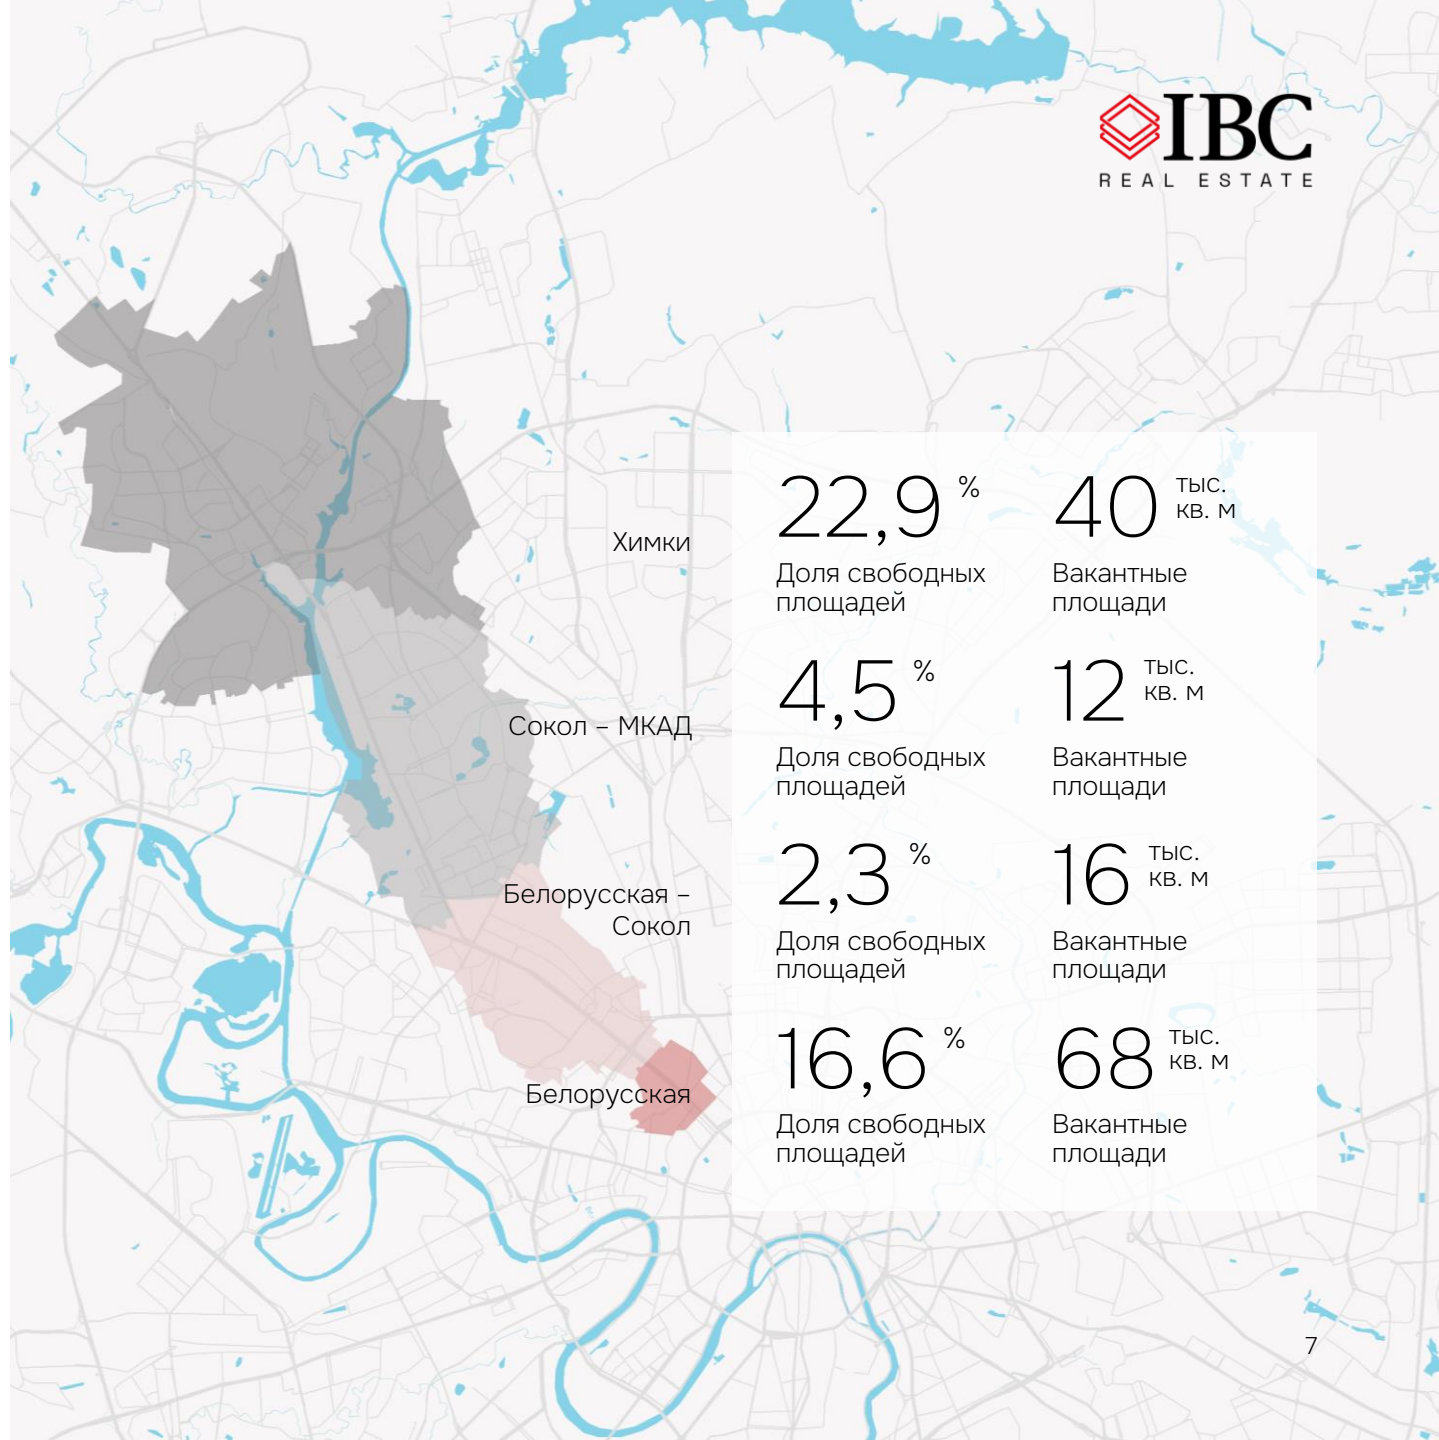 IBC
REAL ESTATE
Химки
22,9 %
40 тыс.
кв. м
Доля свободных
площадей
Вакантные
площади
Сокол – МКАД
4,5 %
12 тыс.
кв. м
Доля свободных
площадей
Вакантные
площади
Белорусская –
Сокол
2,3 %
16 тыс.
кв. м
Доля свободных
площадей
Вакантные
площади
Белорусская
16,6 %
68 тыс.
кв. м
Доля свободных
площадей
Вакантные
площади
7